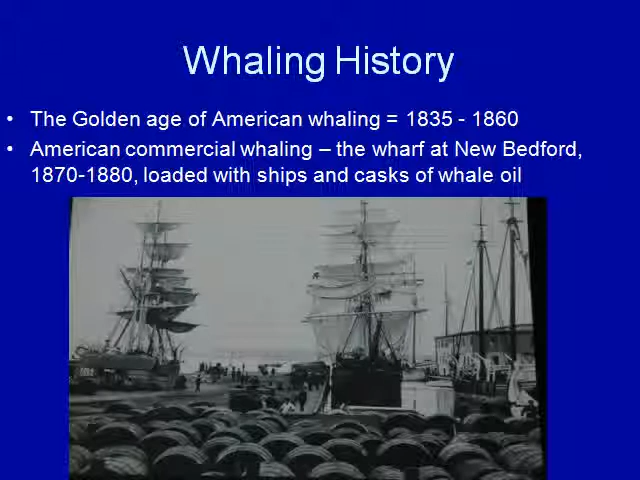 Whaling History
• The Golden age of American whaling = 1835 - 1860
• American commercial whaling – the wharf at New Bedford,
1870-1880, loaded with ships and casks of whale oil